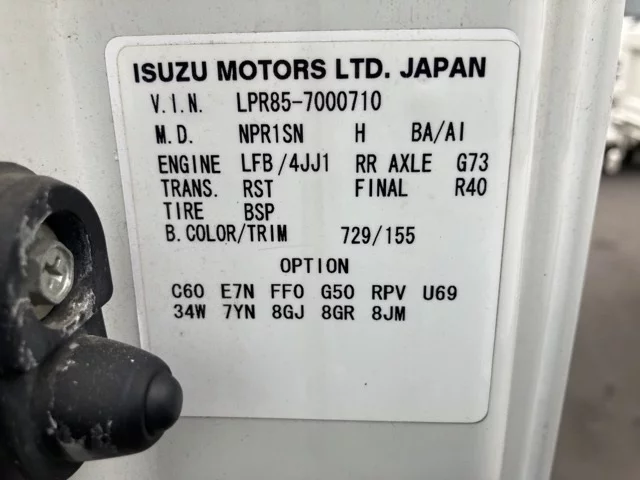 ISUZU MOTORS LTD. JAPAN
V.I.N. LPR85-7000710
M.D. NPR1SN H BA/AI
ENGINE LFB/4JJ1 RR AXLE G73
TRANS. RST FINAL R40
TIRE BSP
B.COLOR/TRIM 729/155
OPTION
C60 E7N FF0 G50 RPV U69
34W 7YN 8GJ 8GR 8JM